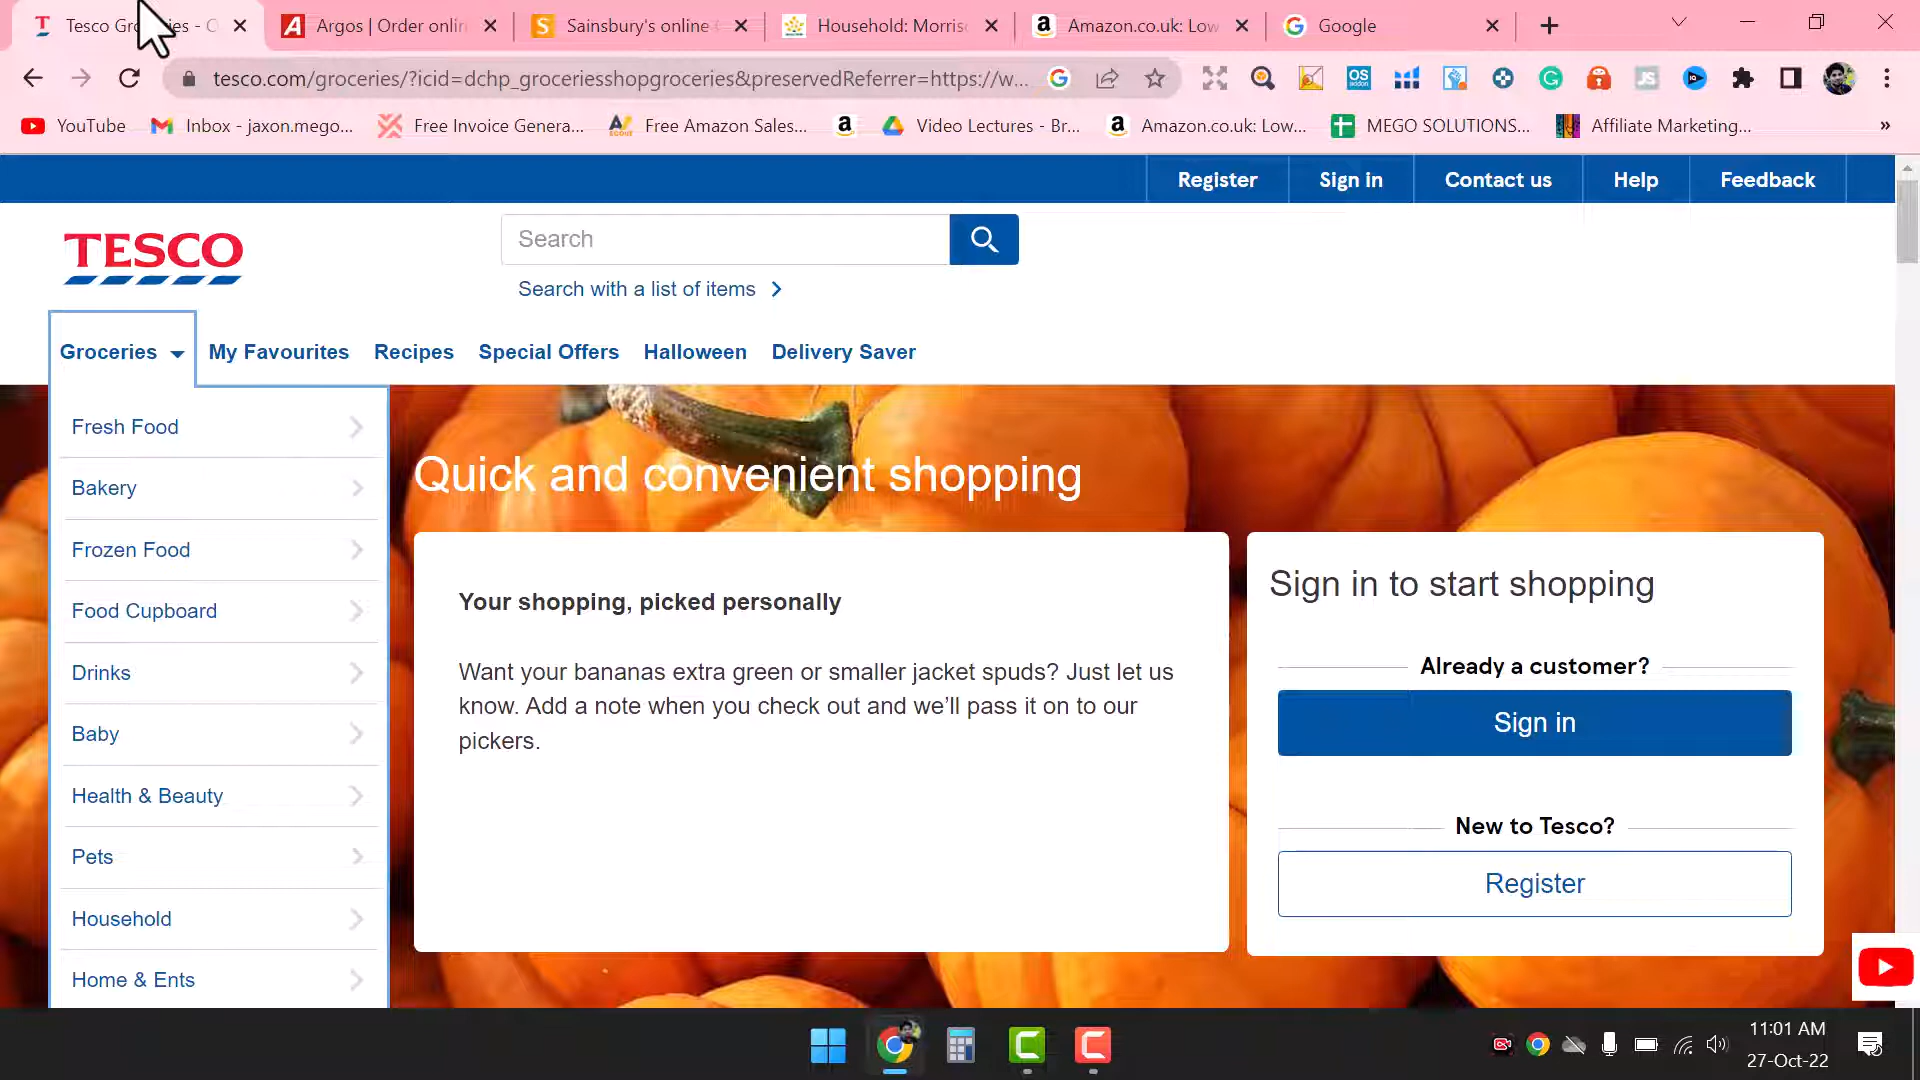 Tesco Gr
es - C
Argos | Order onlin
Sainsbury's online
Household: Morris
Amazon.co.uk: Low
Google
tesco.com/groceries/?icid=dchp_groceriesshopgroceries&preservedReferrer=https://w...
YouTube
Inbox - jaxon.mego...
Free Invoice Genera...
Free Amazon Sales...
Video Lectures - Br...
Amazon.co.uk: Low...
MEGO SOLUTIONS...
Affiliate Marketing...
»
Register
Sign in
Contact us
Help
Feedback
TESCO
Search
Search with a list of items
Groceries
My Favourites
Recipes
Special Offers
Halloween
Delivery Saver
Fresh Food
Bakery
Frozen Food
Food Cupboard
Drinks
Baby
Health & Beauty
Pets
Household
Home & Ents
Quick and convenient shopping
Your shopping, picked personally
Want your bananas extra green or smaller jacket spuds? Just let us
know. Add a note when you check out and we'll pass it on to our
pickers.
Sign in to start shopping
Already a customer?
Sign in
New to Tesco?
Register
11:01 AM
27-Oct-22